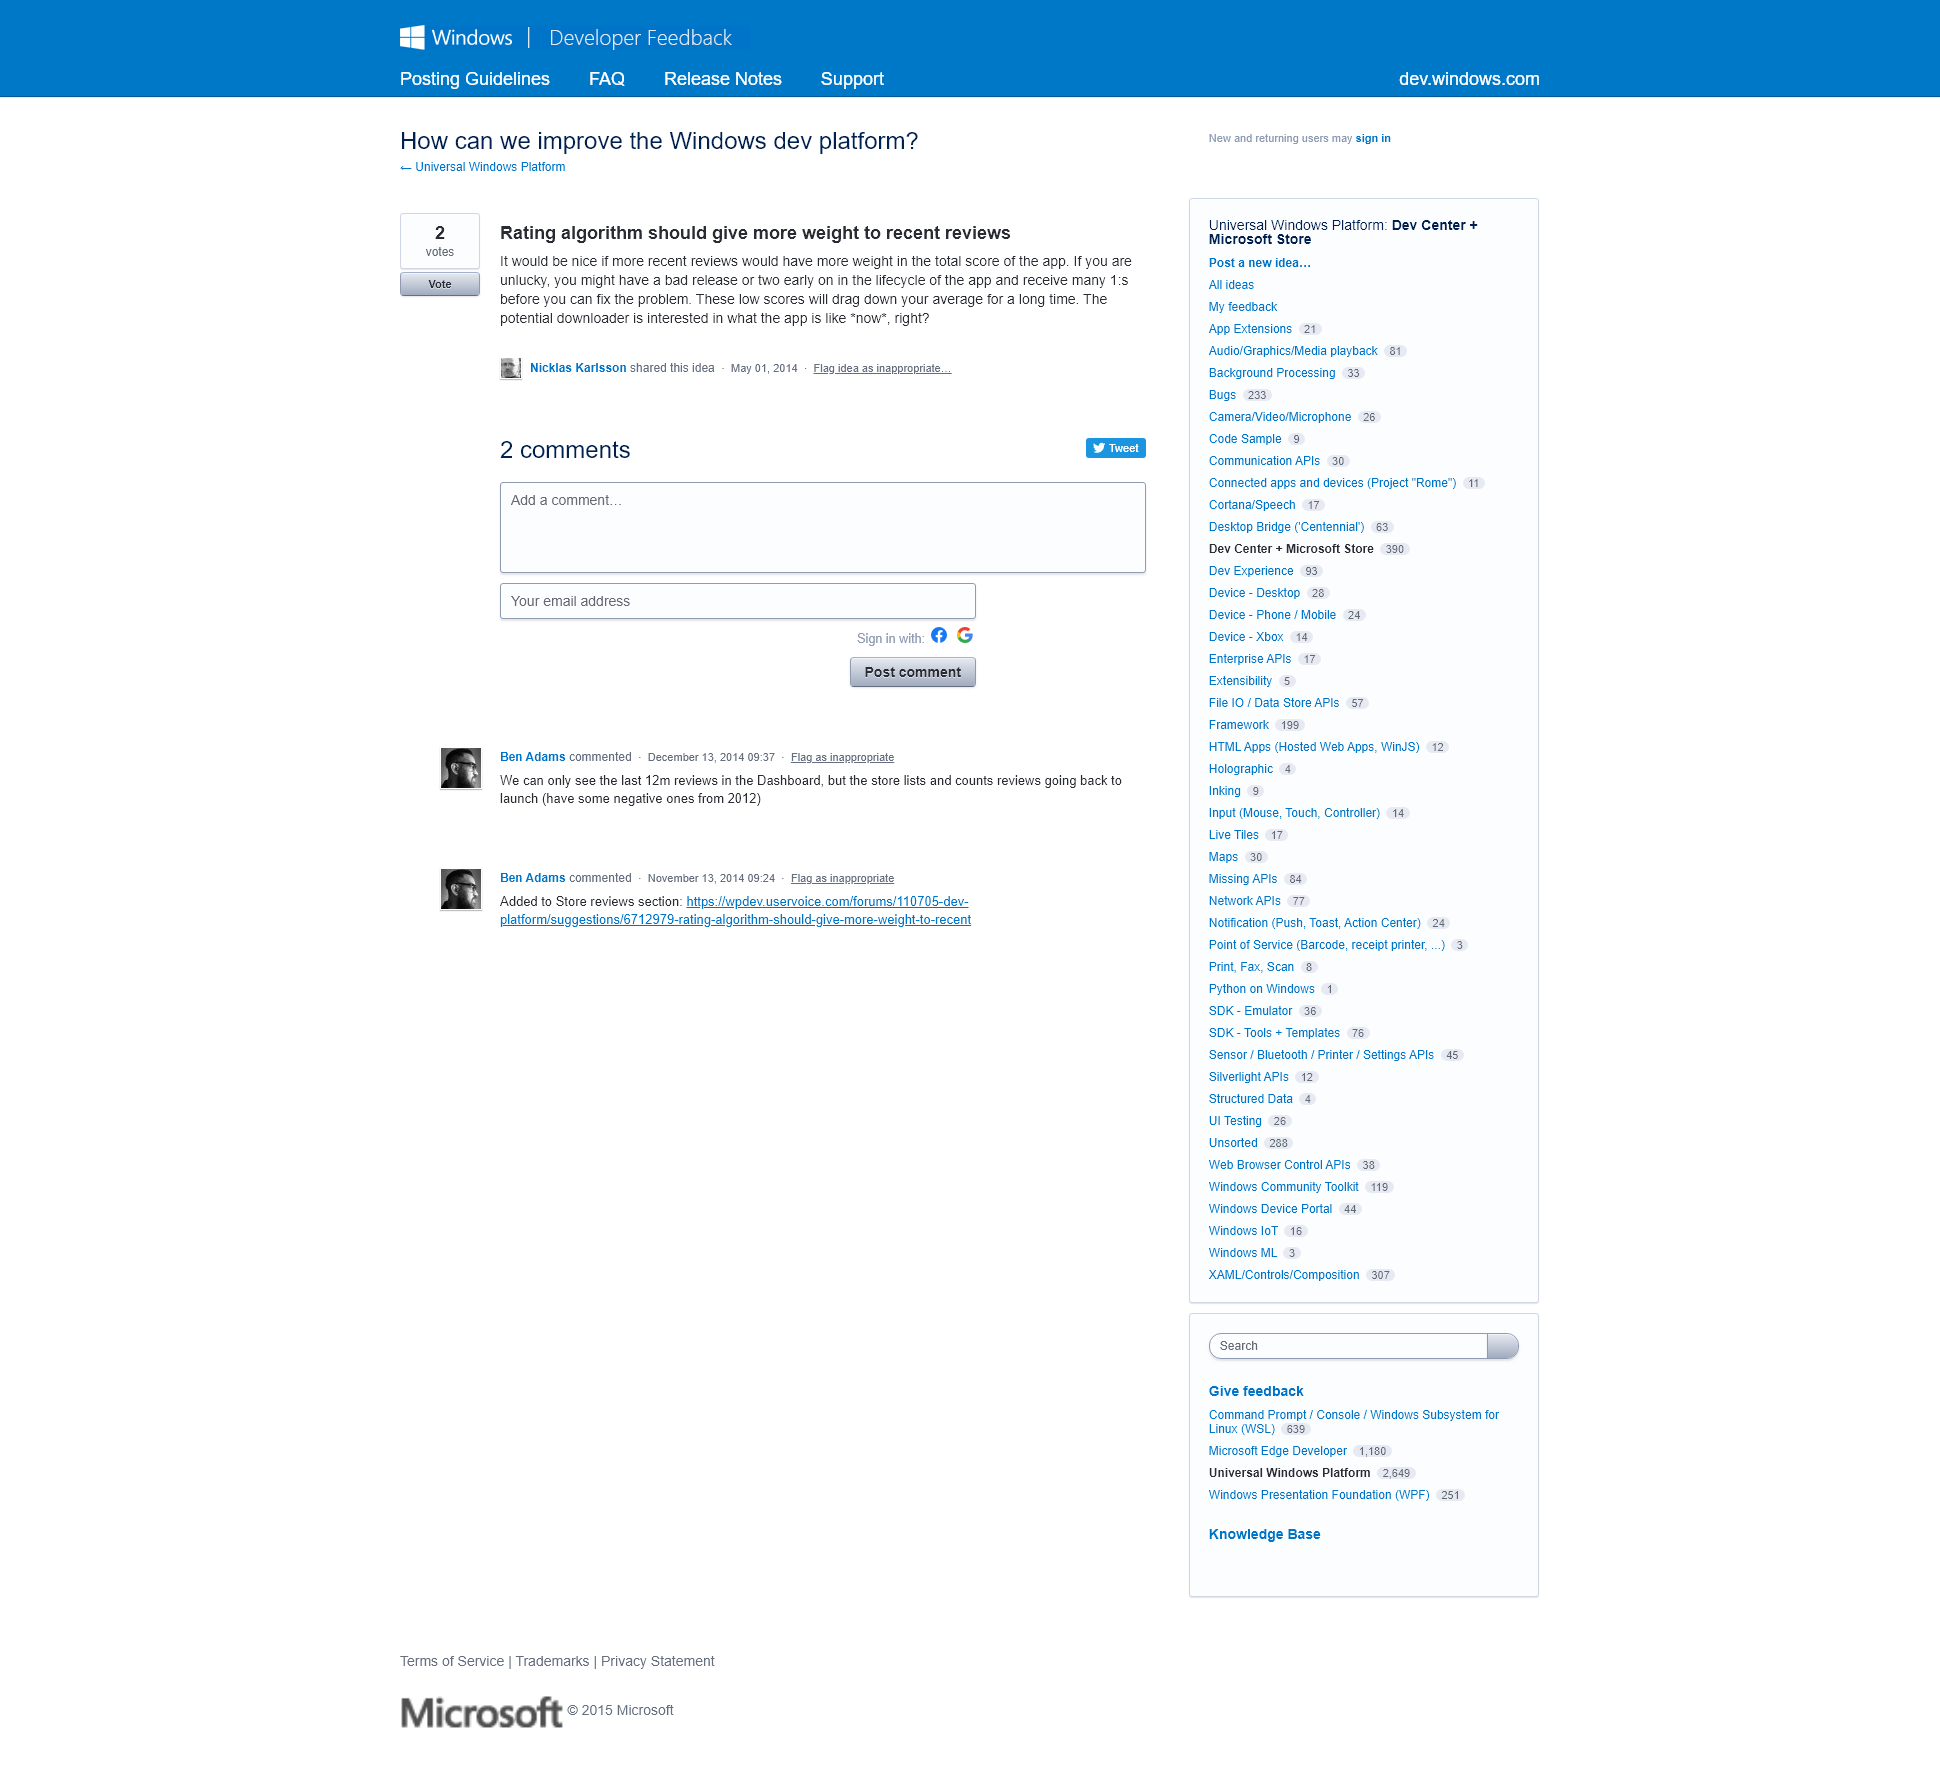 Windows | Developer Feedback
Posting Guidelines FAQ Release Notes Support dev.windows.com
How can we improve the Windows dev platform?
← Universal Windows Platform
New and returning users may sign in
2
votes
Vote
Rating algorithm should give more weight to recent reviews
It would be nice if more recent reviews would have more weight in the total score of the app. If you are
unlucky, you might have a bad release or two early on in the lifecycle of the app and receive many 1:s
before you can fix the problem. These low scores will drag down your average for a long time. The
potential downloader is interested in what the app is like *now*, right?
Nicklas Karlsson shared this idea · May 01, 2014 · Flag idea as inappropriate…
2 comments
Tweet
Add a comment…
Your email address
Sign in with:
Post comment
Ben Adams commented · December 13, 2014 09:37 · Flag as inappropriate
We can only see the last 12m reviews in the Dashboard, but the store lists and counts reviews going back to
launch (have some negative ones from 2012)
Ben Adams commented · November 13, 2014 09:24 · Flag as inappropriate
Added to Store reviews section: https://wpdev.uservoice.com/forums/110705-dev-
platform/suggestions/6712979-rating-algorithm-should-give-more-weight-to-recent
Universal Windows Platform: Dev Center +
Microsoft Store
Post a new idea…
All ideas
My feedback
App Extensions 21
Audio/Graphics/Media playback 81
Background Processing 33
Bugs 233
Camera/Video/Microphone 26
Code Sample 9
Communication APIs 30
Connected apps and devices (Project "Rome") 11
Cortana/Speech 17
Desktop Bridge ('Centennial') 63
Dev Center + Microsoft Store 390
Dev Experience 93
Device - Desktop 28
Device - Phone / Mobile 24
Device - Xbox 14
Enterprise APIs 17
Extensibility 5
File IO / Data Store APIs 57
Framework 199
HTML Apps (Hosted Web Apps, WinJS) 12
Holographic 4
Inking 9
Input (Mouse, Touch, Controller) 14
Live Tiles 17
Maps 30
Missing APIs 84
Network APIs 77
Notification (Push, Toast, Action Center) 24
Point of Service (Barcode, receipt printer, ...) 3
Print, Fax, Scan 8
Python on Windows 1
SDK - Emulator 36
SDK - Tools + Templates 76
Sensor / Bluetooth / Printer / Settings APIs 45
Silverlight APIs 12
Structured Data 4
UI Testing 26
Unsorted 288
Web Browser Control APIs 38
Windows Community Toolkit 119
Windows Device Portal 44
Windows IoT 16
Windows ML 3
XAML/Controls/Composition 307
Search
Give feedback
Command Prompt / Console / Windows Subsystem for
Linux (WSL) 639
Microsoft Edge Developer 1,180
Universal Windows Platform 2,649
Windows Presentation Foundation (WPF) 251
Knowledge Base
Terms of Service | Trademarks | Privacy Statement
Microsoft © 2015 Microsoft